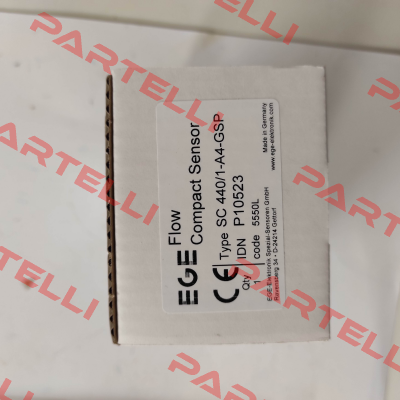 EGE
Flow
Compact Sensor
CE
Type SC 440/1-A4-GSP
IDN P10523
Qty code 5550L
1
Made in Germany
www.ege-elektronik.com
EGE-Elektronik Spezial-Sensoren GmbH
Ravensberg 34 · D-24214 Gettorf
PARTELLI
PARTELLI
PARTELLI
PARTELLI
PARTELLI